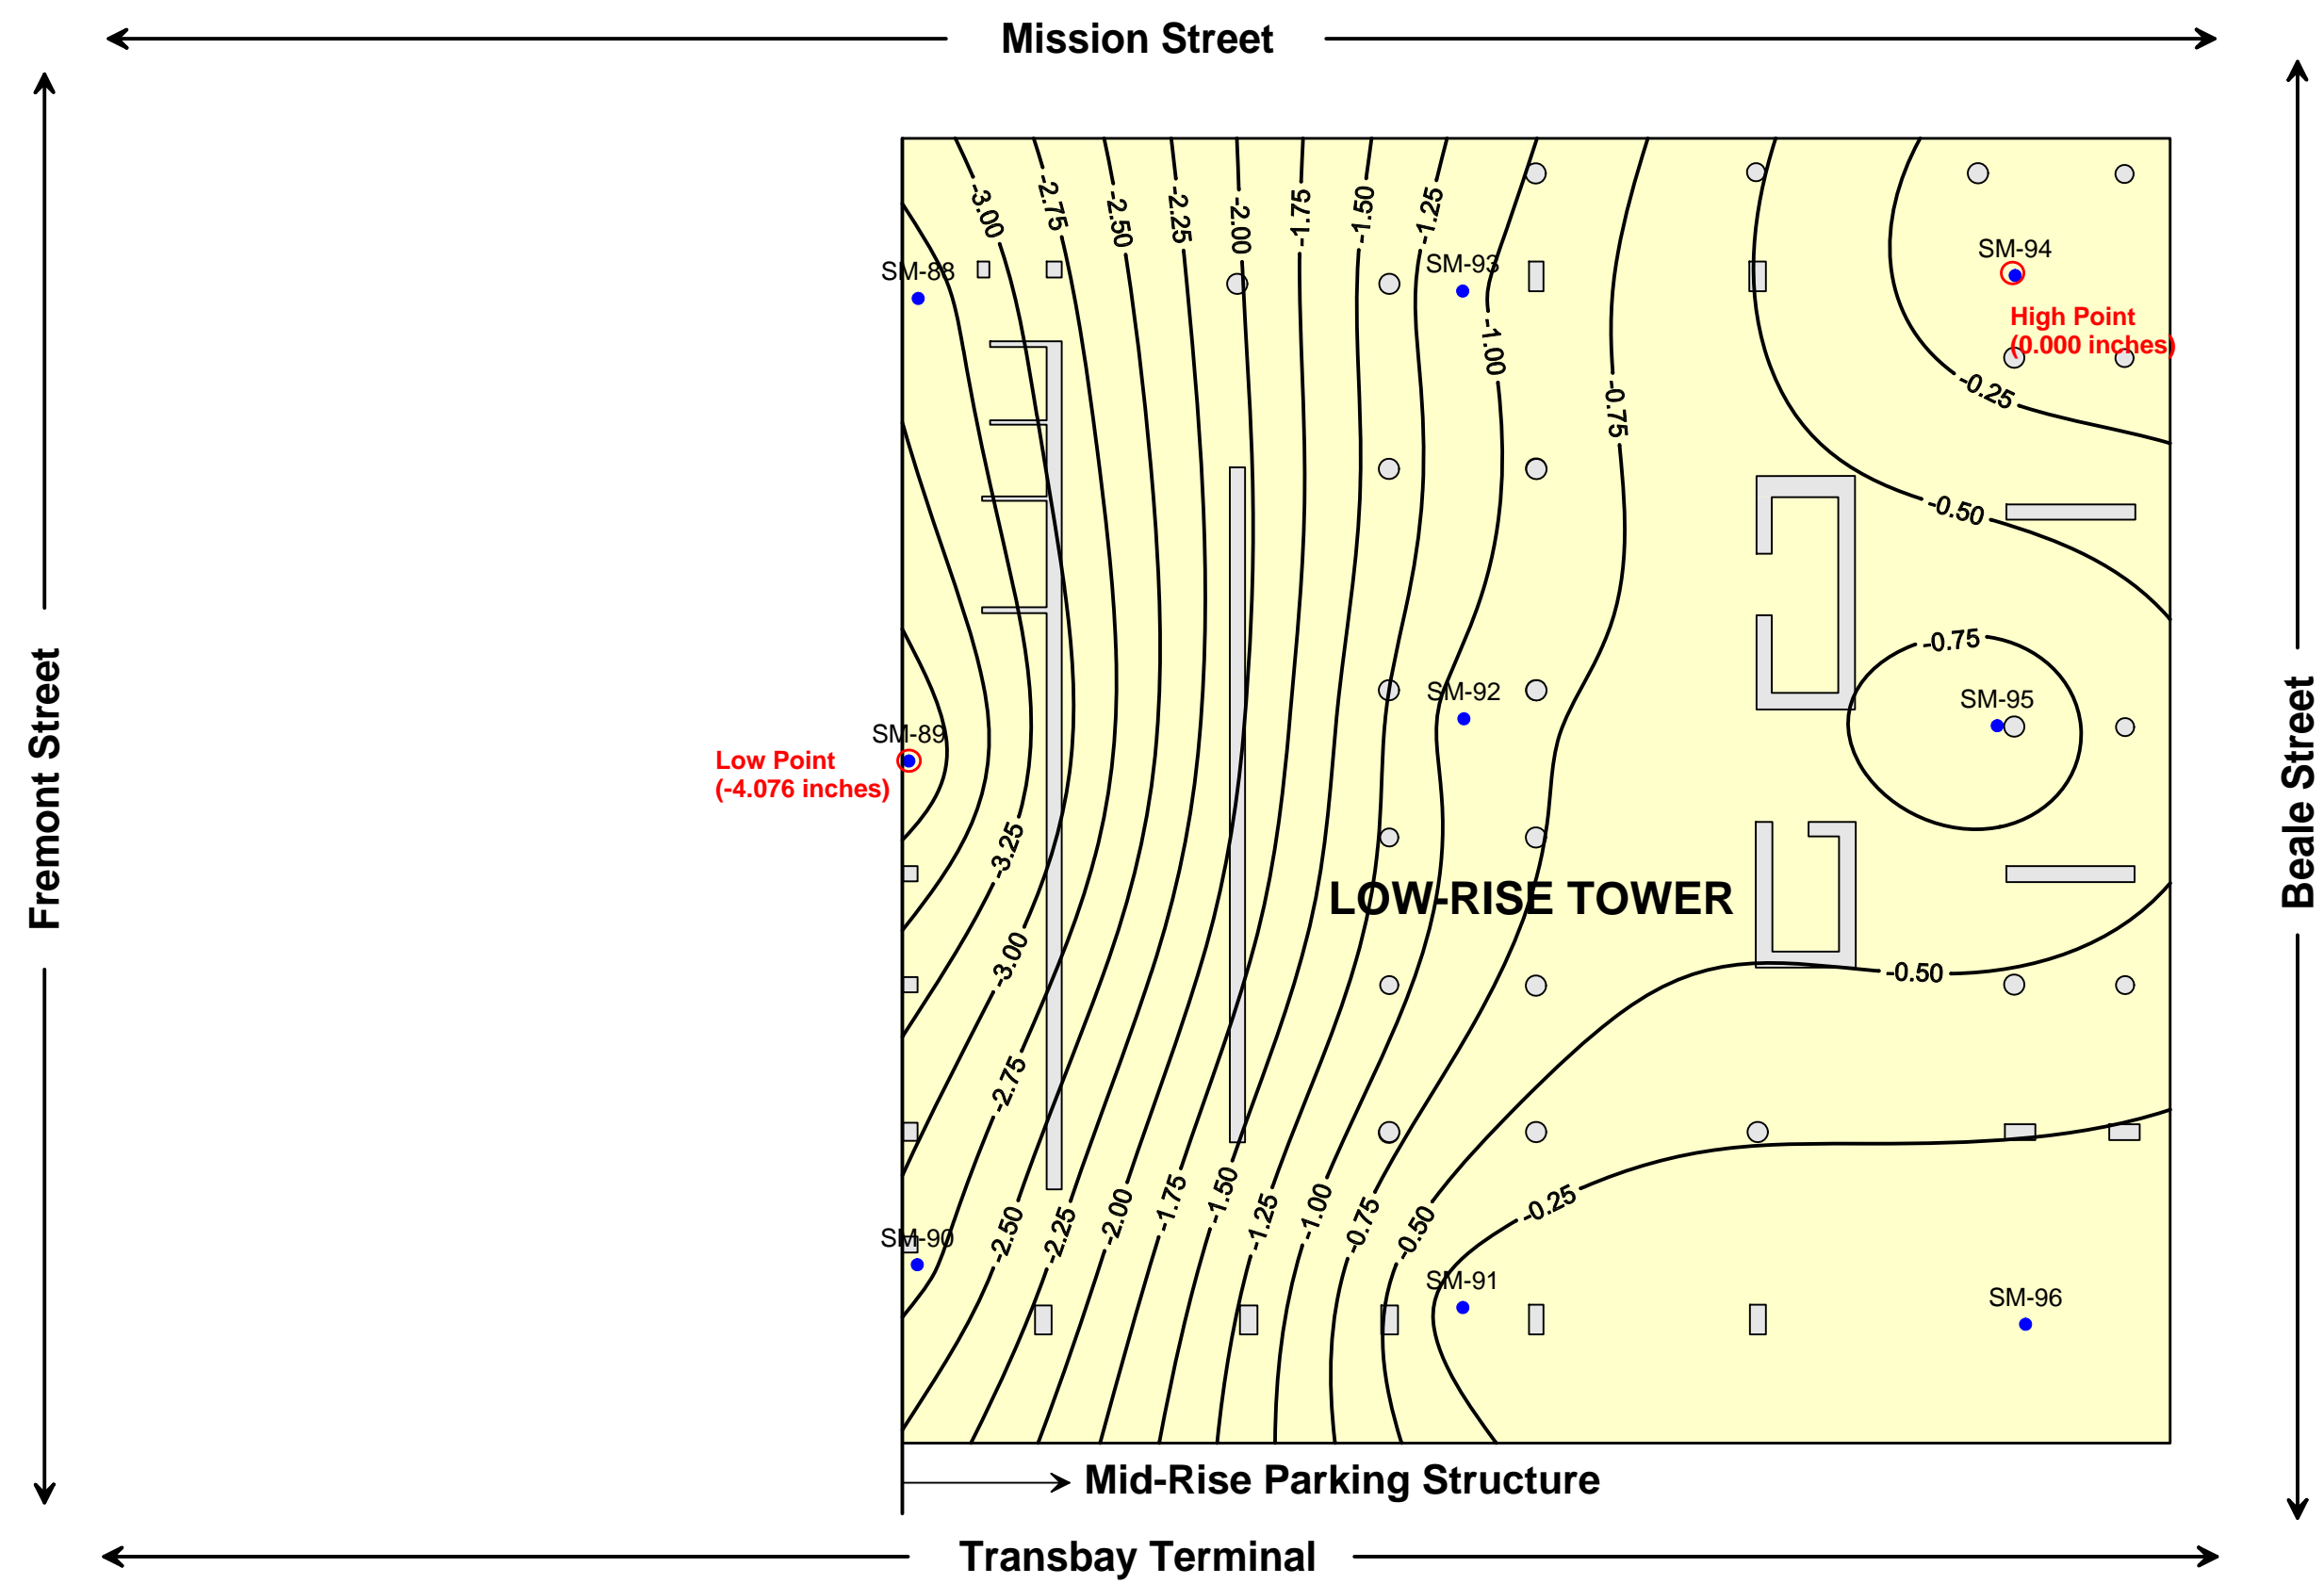 Mission Street
-3.00
-2.75
-2.50
-2.25
-2.00
-1.75
-1.50
-1.25
SM-88
SM-93
SM-94
High Point
(0.000 inches)
-1.00
-0.75
-0.25
-0.50
-0.75
SM-92
SM-95
SM-89
Low Point
(-4.076 inches)
Fremont Street
Beale Street
-3.25
LOW-RISE TOWER
-3.00
-0.50
-2.75
-2.50
-2.25
-2.00
-1.75
-1.50
-1.25
-1.00
-0.75
-0.50
-0.25
SM-90
SM-91
SM-96
Mid-Rise Parking Structure
Transbay Terminal